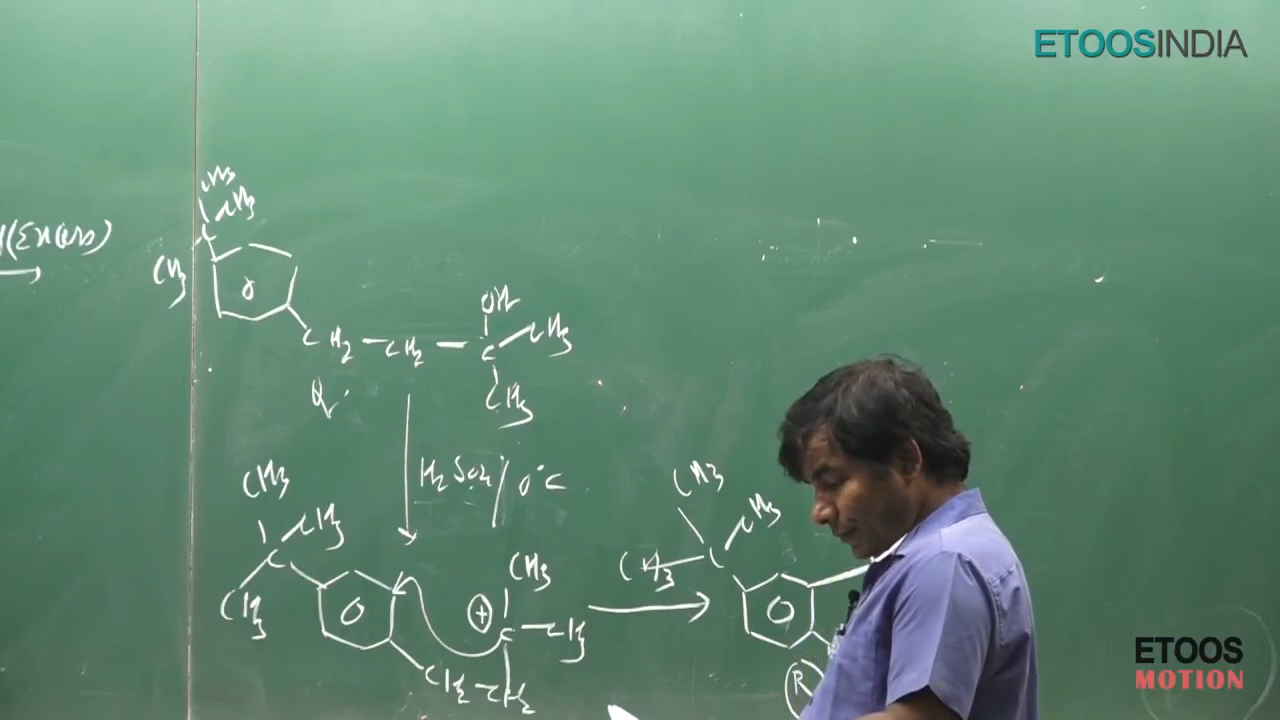 ETOOSINDIA
CH3
CH3
CH3
C
(Excess)
OH
CH2 - CH2 - C - CH3
CH3
Q
H2SO4 / 0°C
CH3
CH3
C
CH3
CH3
+
C - CH3
CH2 - CH2
CH3
CH3
CH3
C
R
ETOOS
MOTION